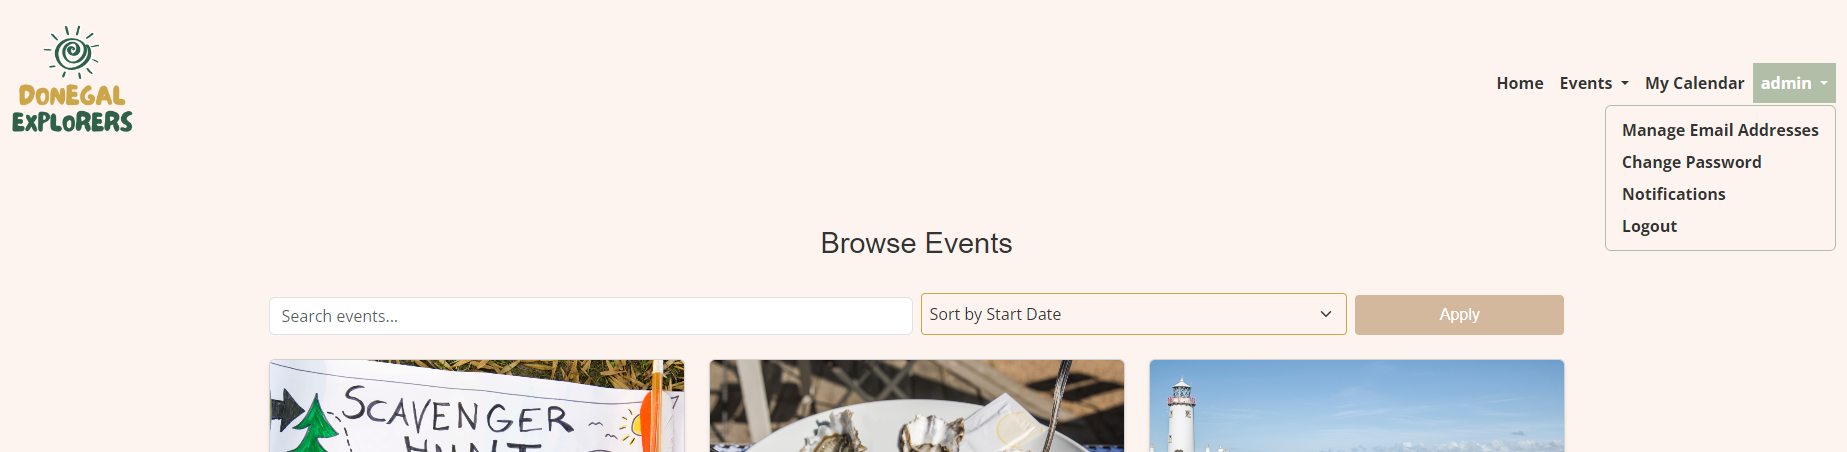 DONEGAL
EXPLORERS
Home Events My Calendar admin
Manage Email Addresses
Change Password
Notifications
Logout
Browse Events
Search events...
Sort by Start Date
Apply
SCAVENGER
HUNT